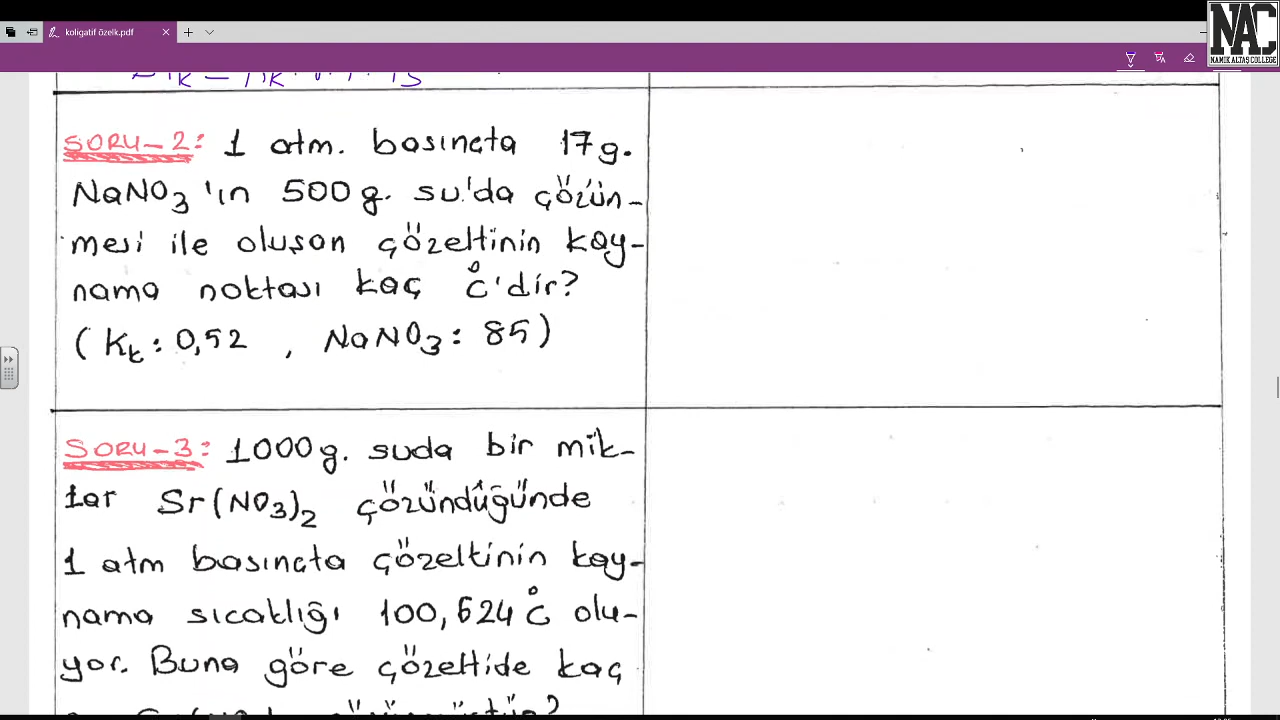 koligatif özelk.pdf
NAC
NAMIK ALTAŞ COLLEGE
SORU-2: 1 atm. basınçta 17g.
NaNO3'ın 500g. su'da çözün-
mesi ile oluşan çözeltinin kay-
nama noktası kaç °C'dir?
(Kk: 0,52 , NaNO3: 85)
SORU-3: 1000g. suda bir mik-
tar Sr(NO3)2 çözündüğünde
1 atm basınçta çözeltinin kay-
nama sıcaklığı 100,624 °C olu-
yor. Buna göre çözeltide kaç